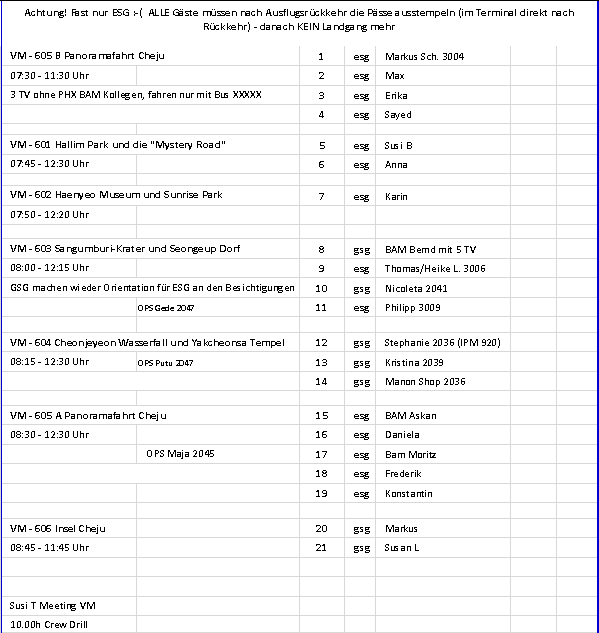 Achtung! Fast nur ESG :-( ALLE Gäste müssen nach Ausflugsrückkehr die Pässe ausstempeln (im Terminal direkt nach
Rückkehr) - danach KEIN Landgang mehr
VM - 605 B Panoramafahrt Cheju 1 esg Markus Sch. 3004
07:30 - 11:30 Uhr 2 esg Max
3 TV ohne PHX BAM Kollegen, fahren nur mit Bus XXXXX 3 esg Erika
4 esg Sayed
VM - 601 Hallim Park und die "Mystery Road" 5 esg Susi B
07:45 - 12:30 Uhr 6 esg Anna
VM - 602 Haenyeo Museum und Sunrise Park 7 esg Karin
07:50 - 12:20 Uhr
VM - 603 Sangumburi-Krater und Seongeup Dorf 8 gsg BAM Bernd mit 5 TV
08:00 - 12:15 Uhr 9 esg Thomas/Heike L. 3006
GSG machen wieder Orientation für ESG an den Besichtigungen 10 gsg Nicoleta 2041
OPS Gede 2047 11 esg Philipp 3009
VM - 604 Cheonjeyeon Wasserfall und Yakcheonsa Tempel 12 gsg Stephanie 2036 (IPM 920)
08:15 - 12:30 Uhr OPS Putu 2047 13 gsg Kristina 2039
14 gsg Manon Shop 2036
VM - 605 A Panoramafahrt Cheju 15 esg BAM Askan
08:30 - 12:30 Uhr 16 esg Daniela
OPS Maja 2045 17 esg Bam Moritz
18 esg Frederik
19 esg Konstantin
VM - 606 Insel Cheju 20 gsg Markus
08:45 - 11:45 Uhr 21 gsg Susan L
Susi T Meeting VM
10.00h Crew Drill